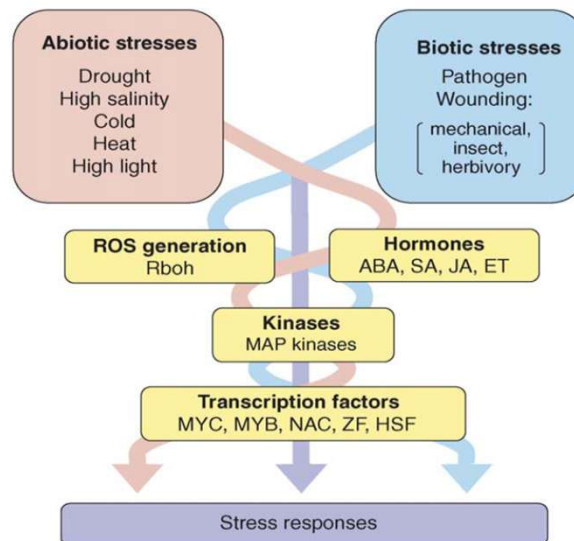 Abiotic stresses
Drought
High salinity
Cold
Heat
High light
Biotic stresses
Pathogen
Wounding:
mechanical,
insect,
herbivory
ROS generation
Rboh
Hormones
ABA, SA, JA, ET
Kinases
MAP kinases
Transcription factors
MYC, MYB, NAC, ZF, HSF
Stress responses